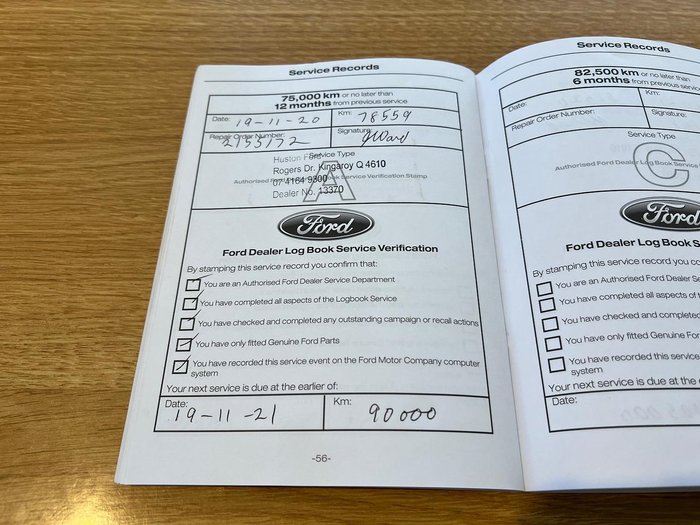 Service Records
75,000 km or no later than
12 months from previous service
Date: 19-11-20 Km: 78559
Repair Order Number: 2155172 Signature: JWard
Service Type
A
Huston Ford
Rogers Dr. Kingaroy Q 4610
Authorised Ford Dealer Log Book Service Verification Stamp
07 4164 9300
Dealer No. 13370
Ford
Ford Dealer Log Book Service Verification
By stamping this service record you confirm that:
You are an Authorised Ford Dealer Service Department
You have completed all aspects of the Logbook Service
You have checked and completed any outstanding campaign or recall actions
You have only fitted Genuine Ford Parts
You have recorded this service event on the Ford Motor Company computer
system
Your next service is due at the earlier of:
Date: 19-11-21 Km: 90000
-56-
Service Records
82,500 km or no later than
6 months from previous service
Date: Km:
Repair Order Number: Signature:
Service Type
C
Authorised Ford Dealer Log Book Service
Ford
Ford Dealer Log Book S
By stamping this service record you co
You are an Authorised Ford Dealer Se
You have completed all aspects of t
You have checked and completed
You have only fitted Genuine Ford
You have recorded this service
system
Your next service is due at the
Date: